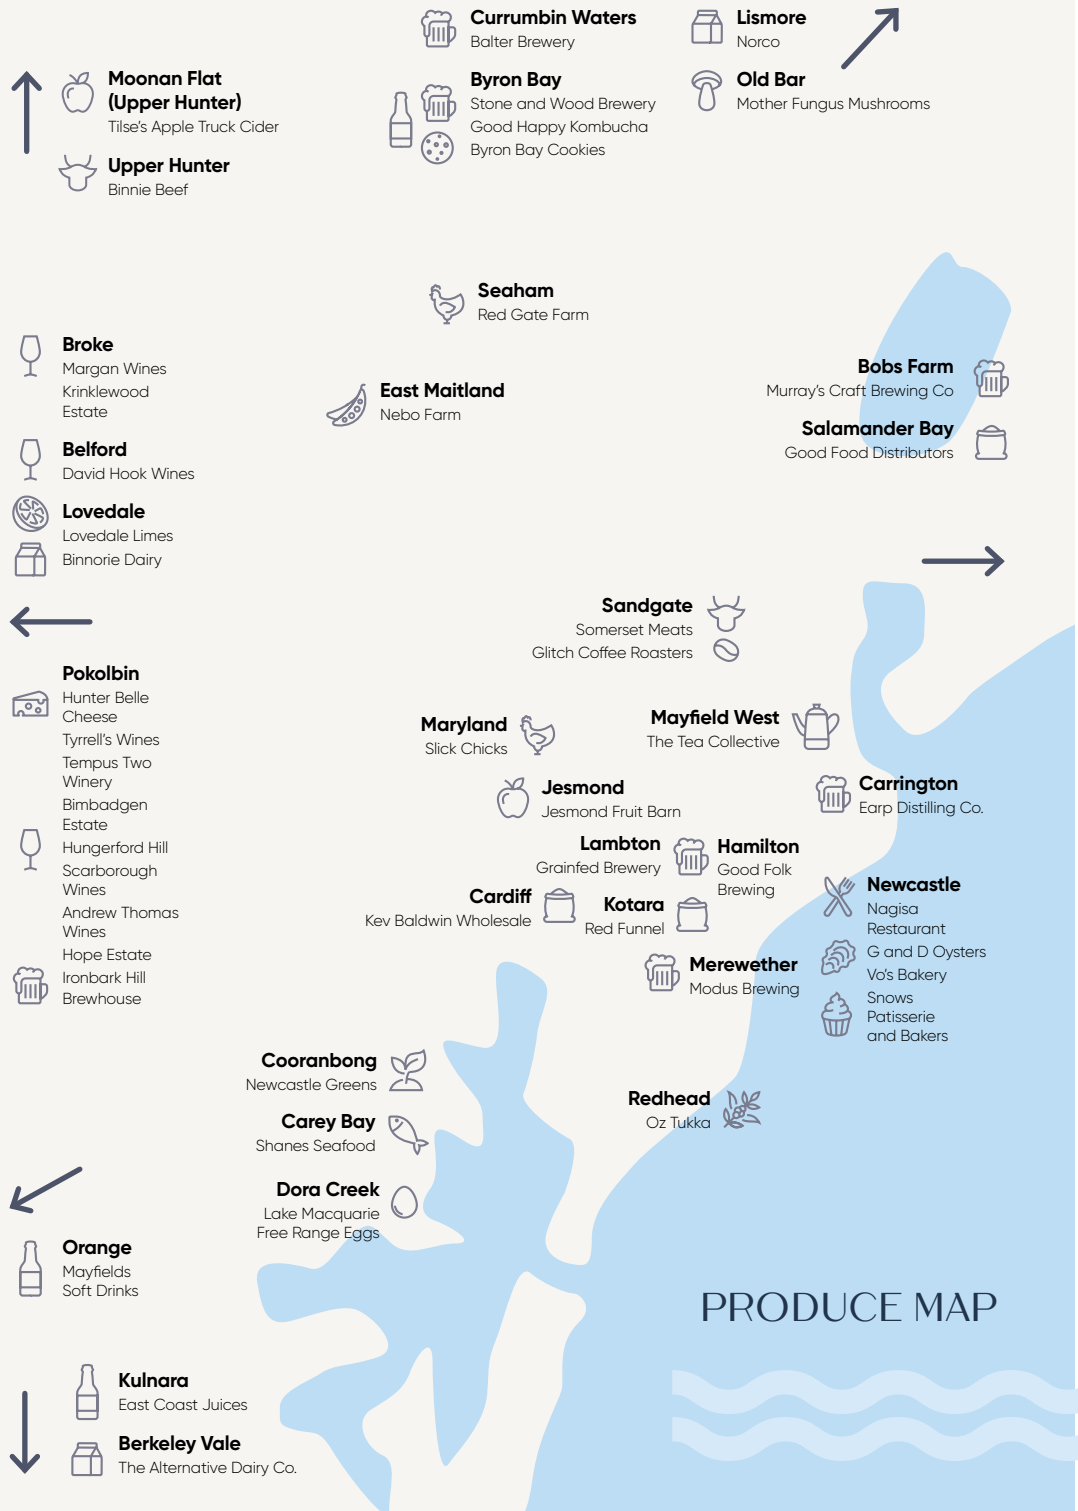 Currumbin Waters
Balter Brewery
Lismore
Norco
Moonan Flat
(Upper Hunter)
Tilse's Apple Truck Cider
Byron Bay
Stone and Wood Brewery
Good Happy Kombucha
Byron Bay Cookies
Old Bar
Mother Fungus Mushrooms
Upper Hunter
Binnie Beef
Seaham
Red Gate Farm
Broke
Margan Wines
Krinklewood
Estate
East Maitland
Nebo Farm
Bobs Farm
Murray's Craft Brewing Co
Salamander Bay
Good Food Distributors
Belford
David Hook Wines
Lovedale
Lovedale Limes
Binnorie Dairy
Sandgate
Somerset Meats
Glitch Coffee Roasters
Pokolbin
Hunter Belle
Cheese
Tyrrell's Wines
Tempus Two
Winery
Bimbadgen
Estate
Hungerford Hill
Scarborough
Wines
Andrew Thomas
Wines
Hope Estate
Ironbark Hill
Brewhouse
Maryland
Slick Chicks
Mayfield West
The Tea Collective
Jesmond
Jesmond Fruit Barn
Carrington
Earp Distilling Co.
Lambton
Grainfed Brewery
Hamilton
Good Folk
Brewing
Cardiff
Kev Baldwin Wholesale
Kotara
Red Funnel
Newcastle
Nagisa
Restaurant
G and D Oysters
Vo's Bakery
Snows
Patisserie
and Bakers
Merewether
Modus Brewing
Cooranbong
Newcastle Greens
Carey Bay
Shanes Seafood
Redhead
Oz Tukka
Dora Creek
Lake Macquarie
Free Range Eggs
Orange
Mayfields
Soft Drinks
PRODUCE MAP
Kulnara
East Coast Juices
Berkeley Vale
The Alternative Dairy Co.